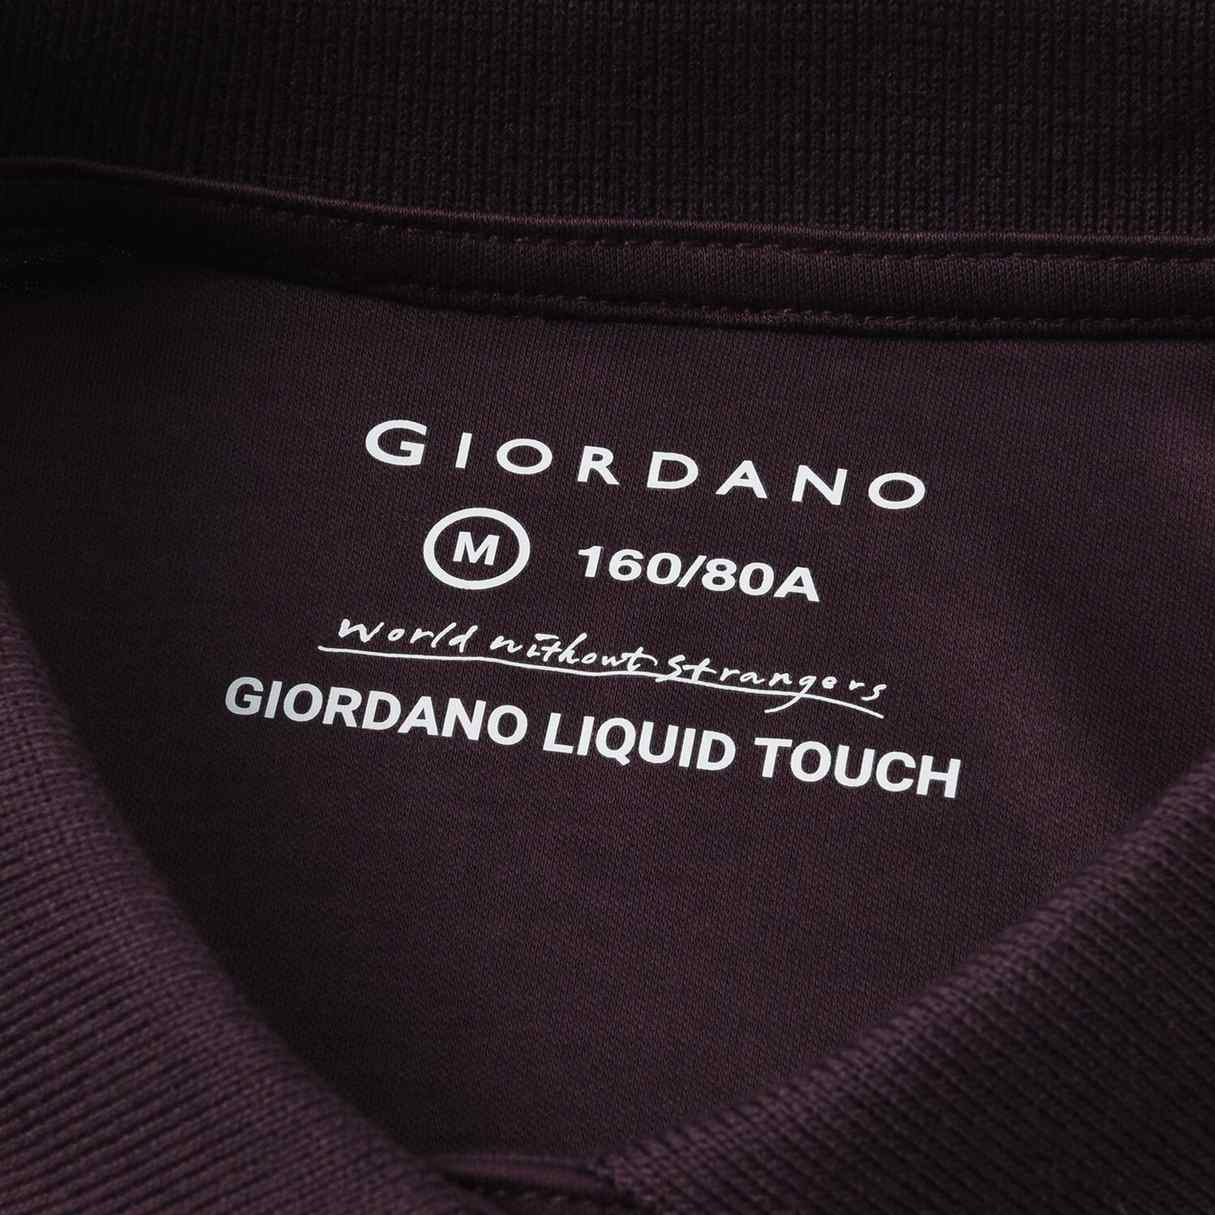 GIORDANO
M 160/80A
World without strangers
GIORDANO LIQUID TOUCH